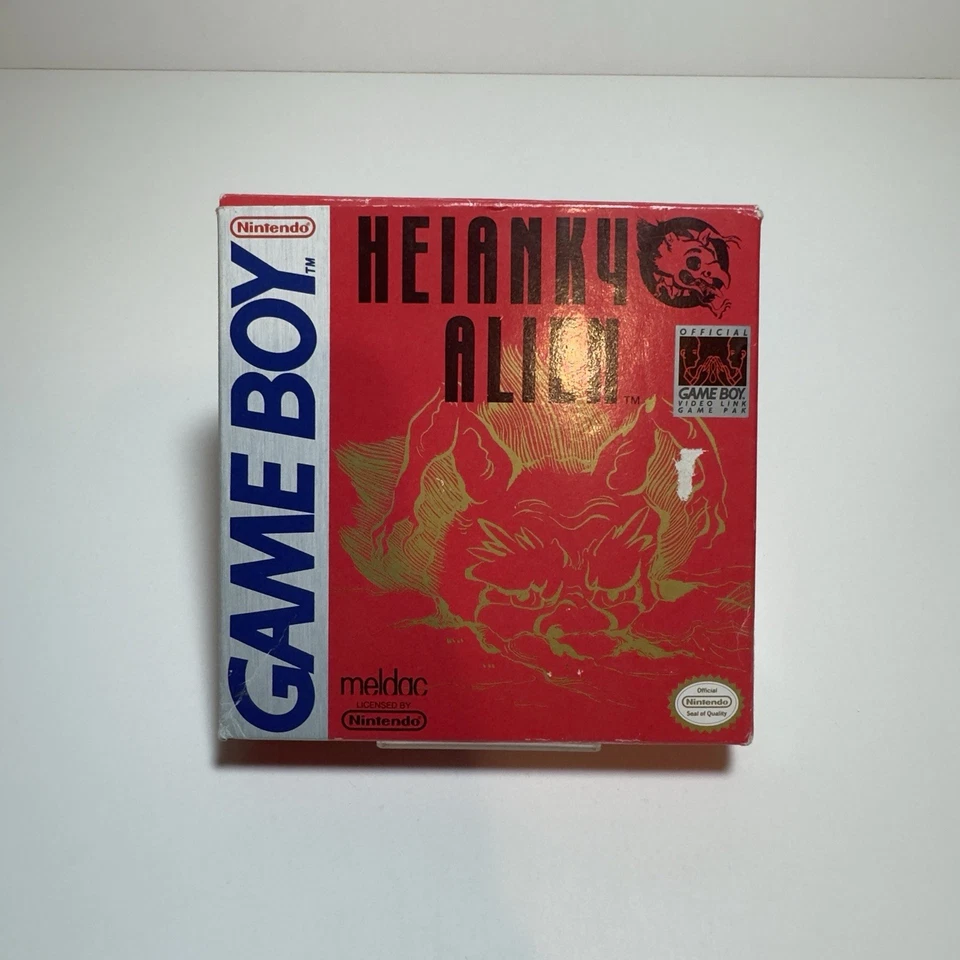 Nintendo®
GAME BOY™
HEIANKYO
ALIEN™
OFFICIAL
GAME BOY.
VIDEO LINK
GAME PAK
meldac
LICENSED BY
Nintendo®
Official
Nintendo
Seal of Quality